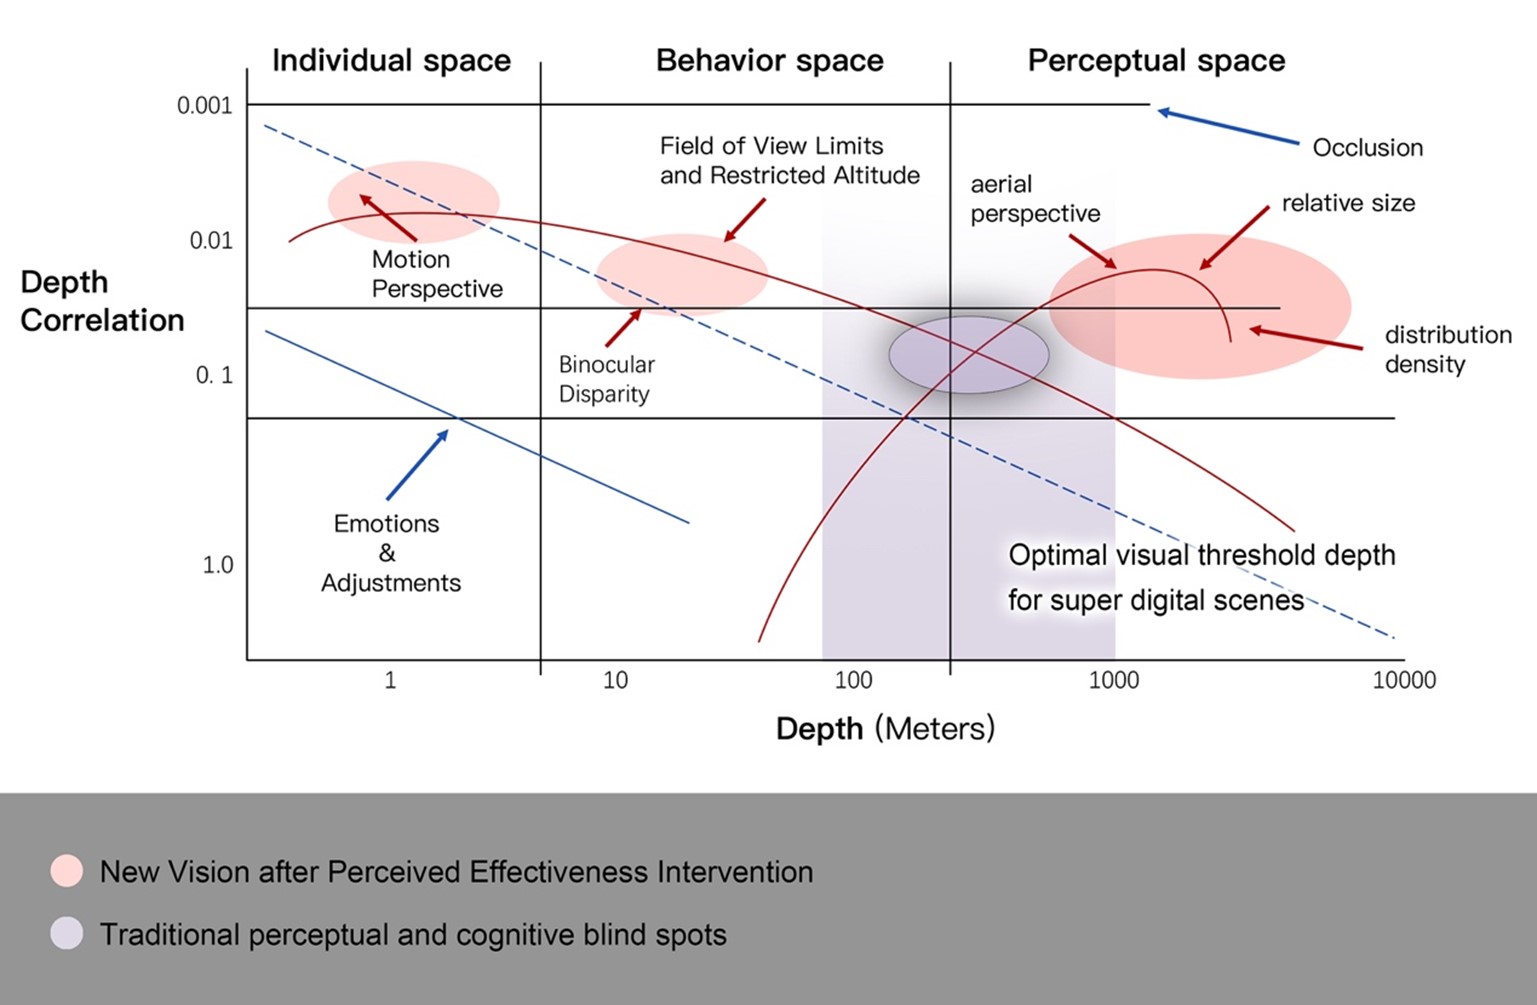 Individual space
Behavior space
Perceptual space
0.001
Occlusion
Field of View Limits
and Restricted Altitude
aerial
perspective
relative size
0.01
Motion
Perspective
Depth
Correlation
distribution
density
Binocular
Disparity
0. 1
Emotions
&
Adjustments
1.0
Optimal visual threshold depth
for super digital scenes
1
10
100
1000
10000
Depth (Meters)
New Vision after Perceived Effectiveness Intervention
Traditional perceptual and cognitive blind spots